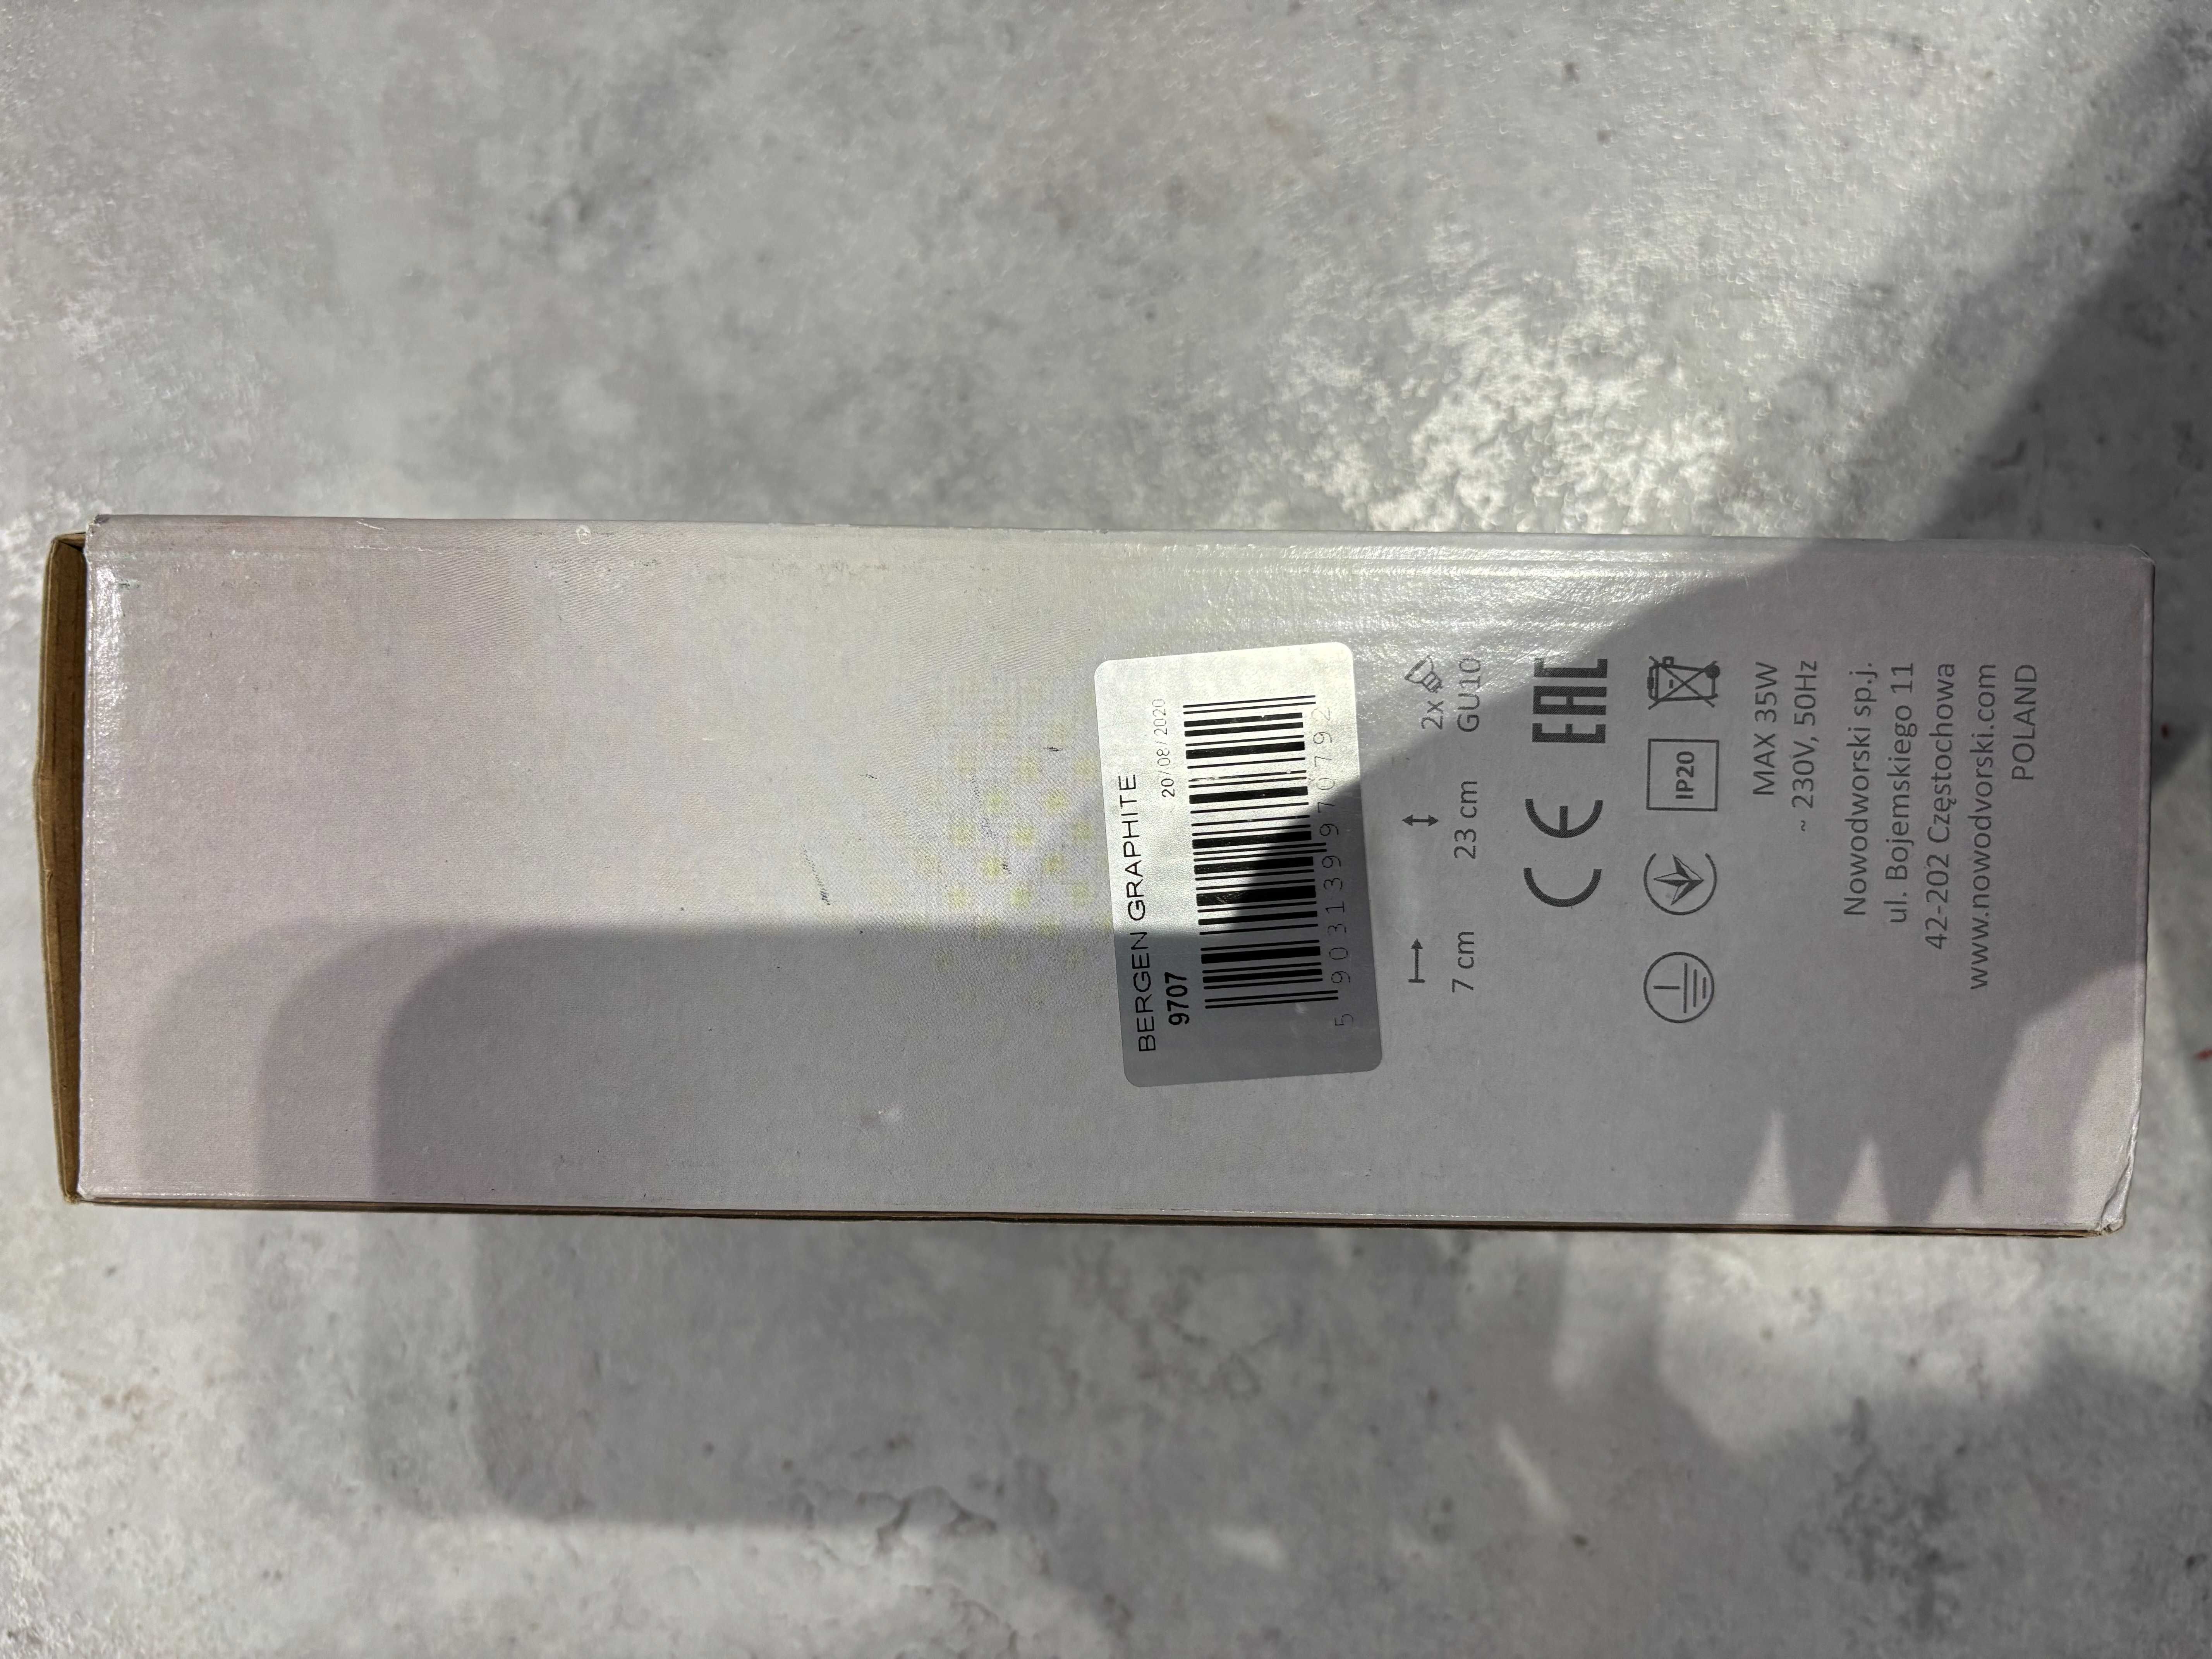 BERGEN GRAPHITE
9707
20/08/2020
5 903139 970792
2x
7 cm
23 cm
GU10
CE
EAC
IP20
MAX 35W
~ 230V, 50Hz
Nowodworski sp.j.
ul. Bojemskiego 11
42-202 Częstochowa
www.nowodvorski.com
POLAND